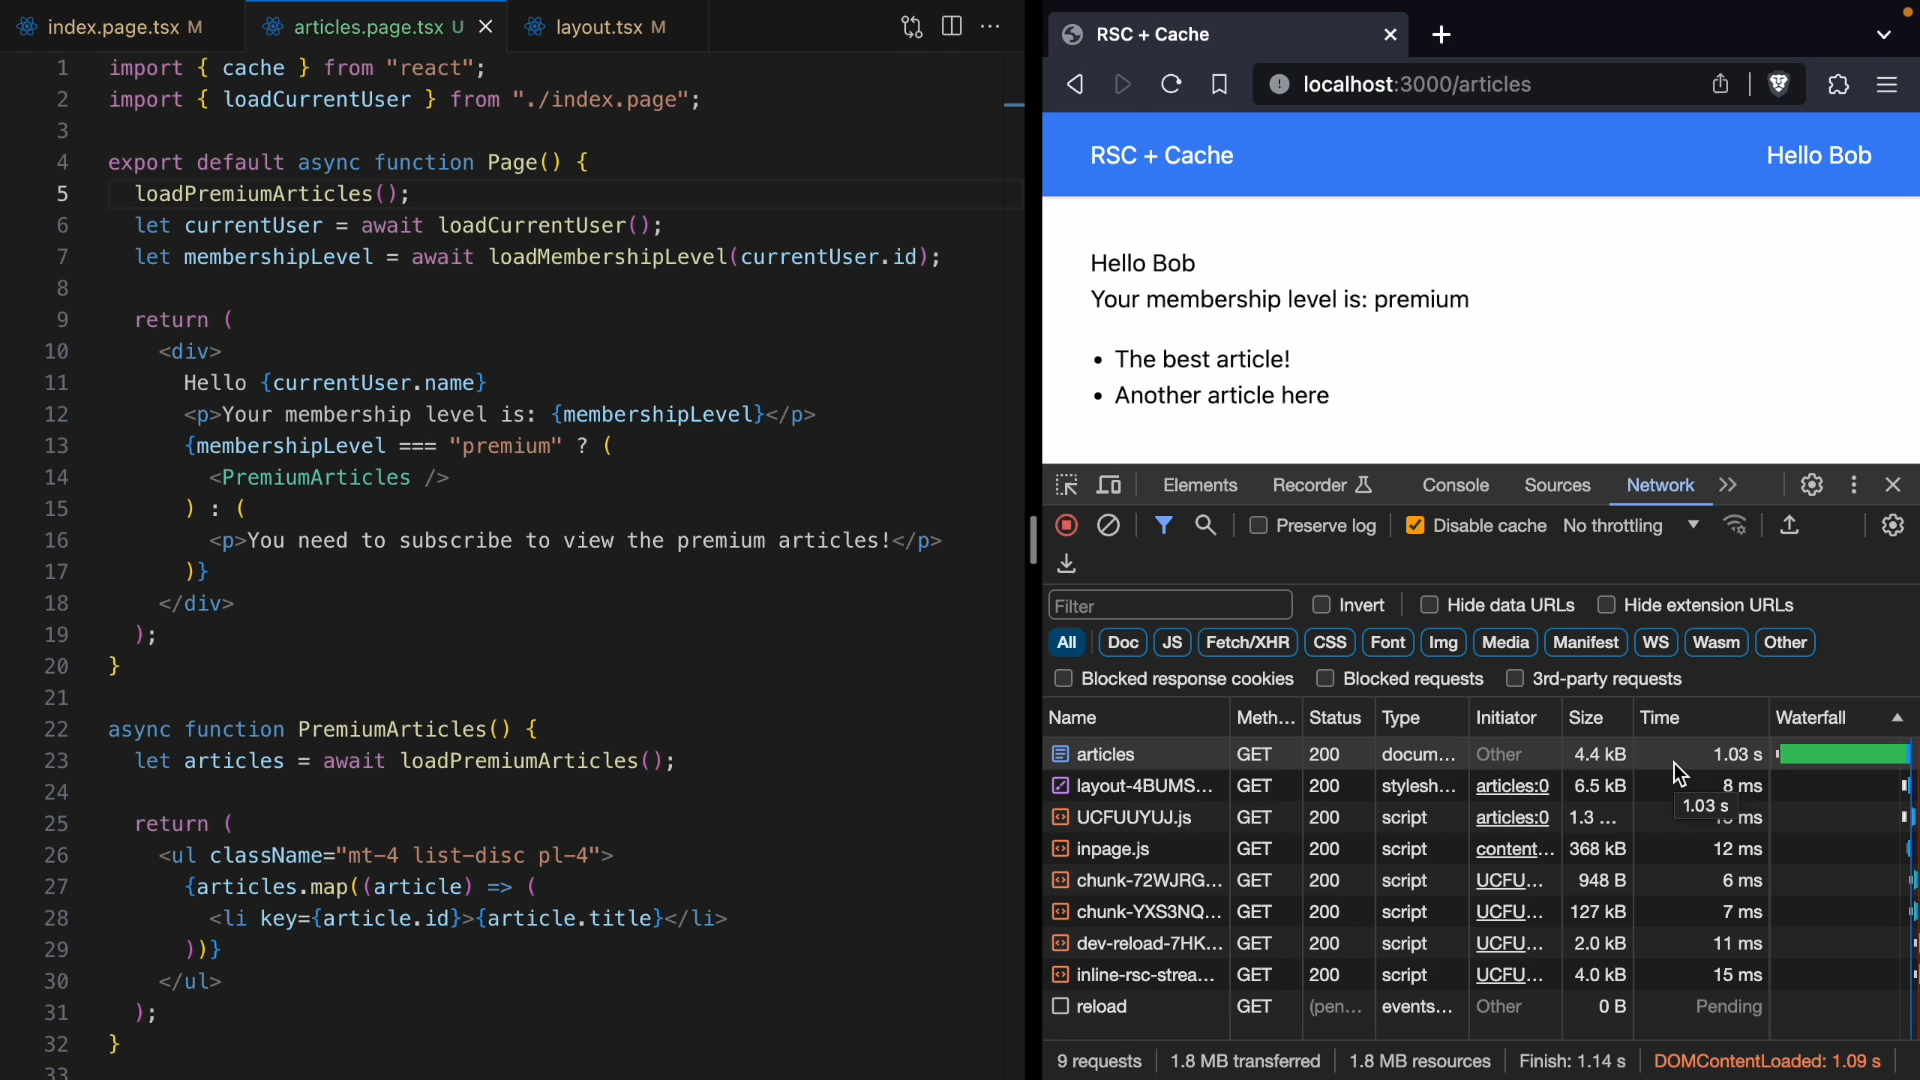 index.page.tsx M
articles.page.tsx U
layout.tsx M
1 import { cache } from "react";
2 import { loadCurrentUser } from "./index.page";
3
4 export default async function Page() {
5 loadPremiumArticles();
6 let currentUser = await loadCurrentUser();
7 let membershipLevel = await loadMembershipLevel(currentUser.id);
8
9 return (
10 <div>
11 Hello {currentUser.name}
12 <p>Your membership level is: {membershipLevel}</p>
13 {membershipLevel === "premium" ? (
14 <PremiumArticles />
15 ) : (
16 <p>You need to subscribe to view the premium articles!</p>
17 )}
18 </div>
19 );
20 }
21
22 async function PremiumArticles() {
23 let articles = await loadPremiumArticles();
24
25 return (
26 <ul className="mt-4 list-disc pl-4">
27 {articles.map((article) => (
28 <li key={article.id}>{article.title}</li>
29 ))}
30 </ul>
31 );
32 }
33
RSC + Cache
localhost:3000/articles
RSC + Cache Hello Bob
Hello Bob
Your membership level is: premium
• The best article!
• Another article here
Elements Recorder Console Sources Network
Preserve log Disable cache No throttling
Filter Invert Hide data URLs Hide extension URLs
All Doc JS Fetch/XHR CSS Font Img Media Manifest WS Wasm Other
Blocked response cookies Blocked requests 3rd-party requests
Name Meth... Status Type Initiator Size Time Waterfall
articles GET 200 docum... Other 4.4 kB 1.03 s
layout-4BUMS... GET 200 stylesh... articles:0 6.5 kB 8 ms
1.03 s
UCFUUYUJ.js GET 200 script articles:0 1.3 ... ms
inpage.js GET 200 script content... 368 kB 12 ms
chunk-72WJRG... GET 200 script UCFU... 948 B 6 ms
chunk-YXS3NQ... GET 200 script UCFU... 127 kB 7 ms
dev-reload-7HK... GET 200 script UCFU... 2.0 kB 11 ms
inline-rsc-strea... GET 200 script UCFU... 4.0 kB 15 ms
reload GET (pen... events... Other 0 B Pending
9 requests 1.8 MB transferred 1.8 MB resources Finish: 1.14 s DOMContentLoaded: 1.09 s